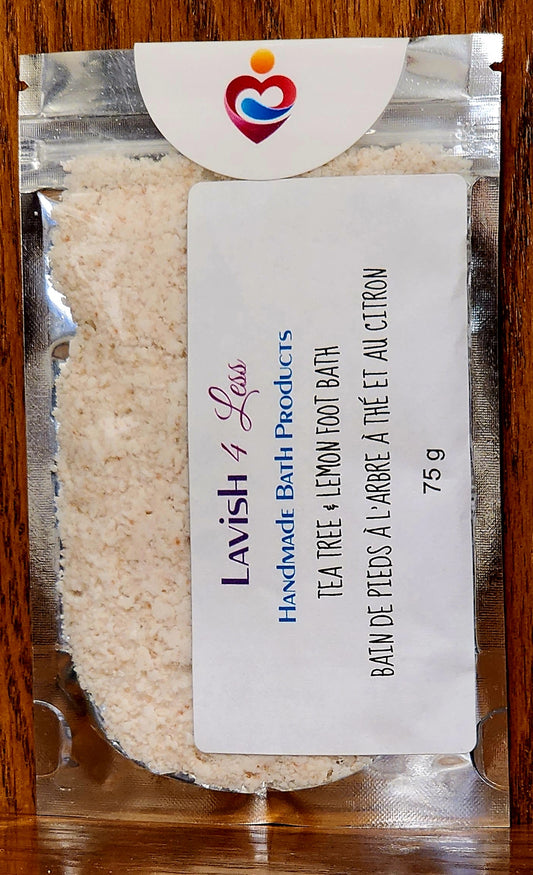 Lavish 4 Less
Handmade Bath Products
TEA TREE & LEMON FOOT BATH
BAIN DE PIEDS À L'ARBRE À THÉ ET AU CITRON
75 g